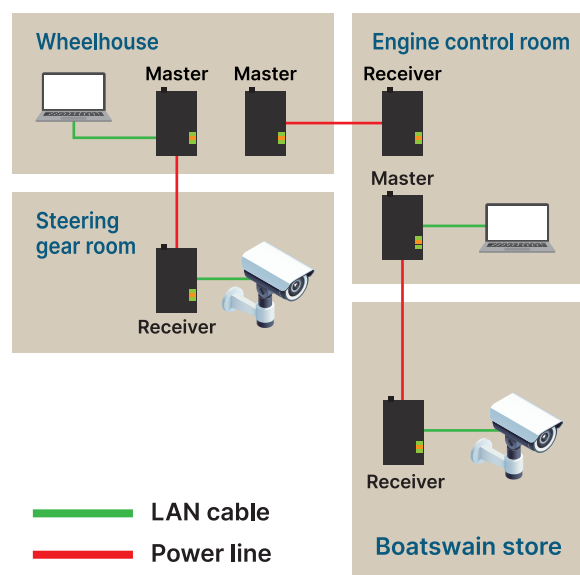 Wheelhouse
Master
Master
Engine control room
Receiver
Master
Steering
gear room
Receiver
Receiver
Boatswain store
LAN cable
Power line